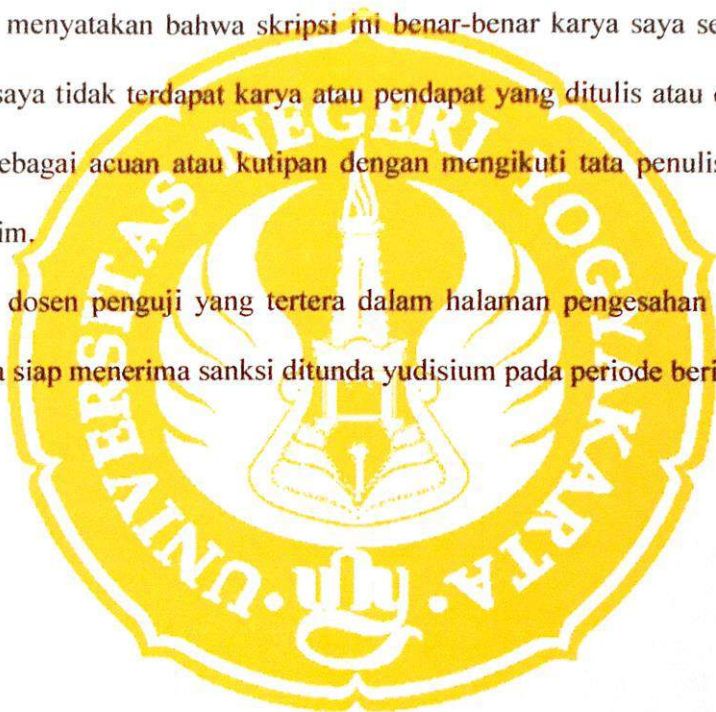 menyatakan bahwa skripsi ini benar-benar karya saya se
saya tidak terdapat karya atau pendapat yang ditulis atau
sebagai acuan atau kutipan dengan mengikuti tata penulis
im.
dosen penguji yang tertera dalam halaman pengesahan
siap menerima sanksi ditunda yudisium pada periode beri
UNIVERSITAS NEGERI YOGYAKARTA
uny